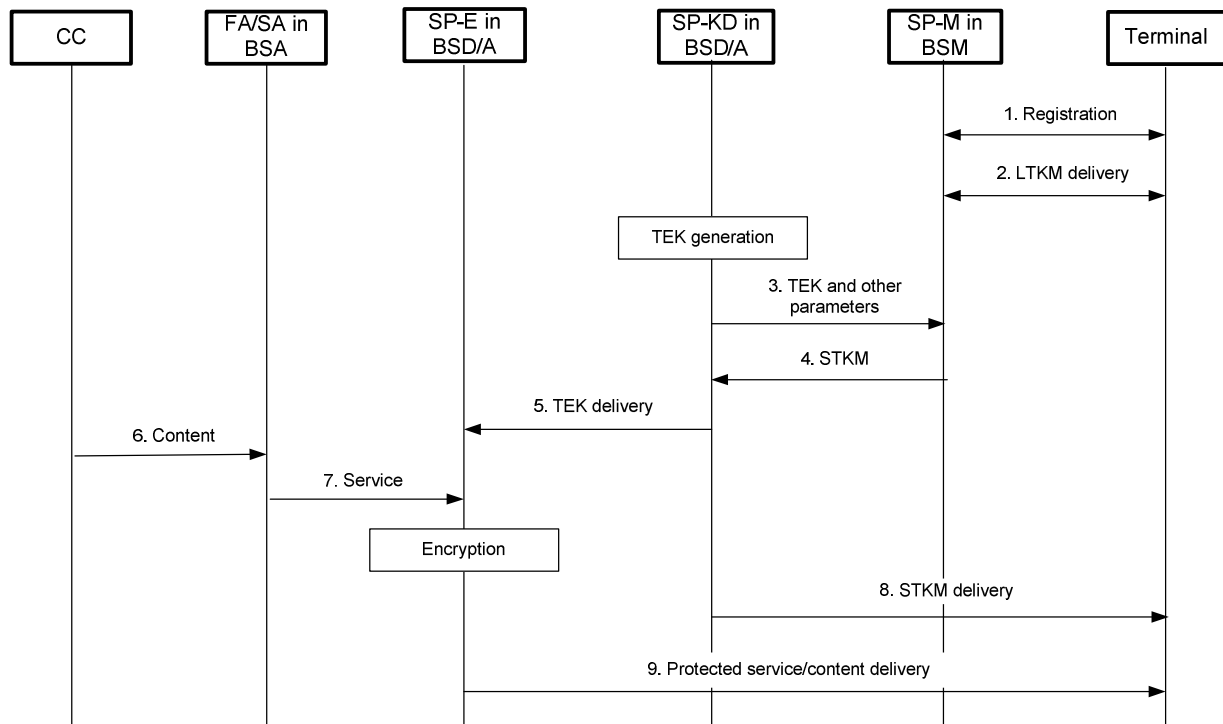 CC
FA/SA in
BSA
SP-E in
BSD/A
SP-KD in
BSD/A
SP-M in
BSM
Terminal
1. Registration
2. LTKM delivery
TEK generation
3. TEK and other
parameters
4. STKM
5. TEK delivery
6. Content
7. Service
Encryption
8. STKM delivery
9. Protected service/content delivery